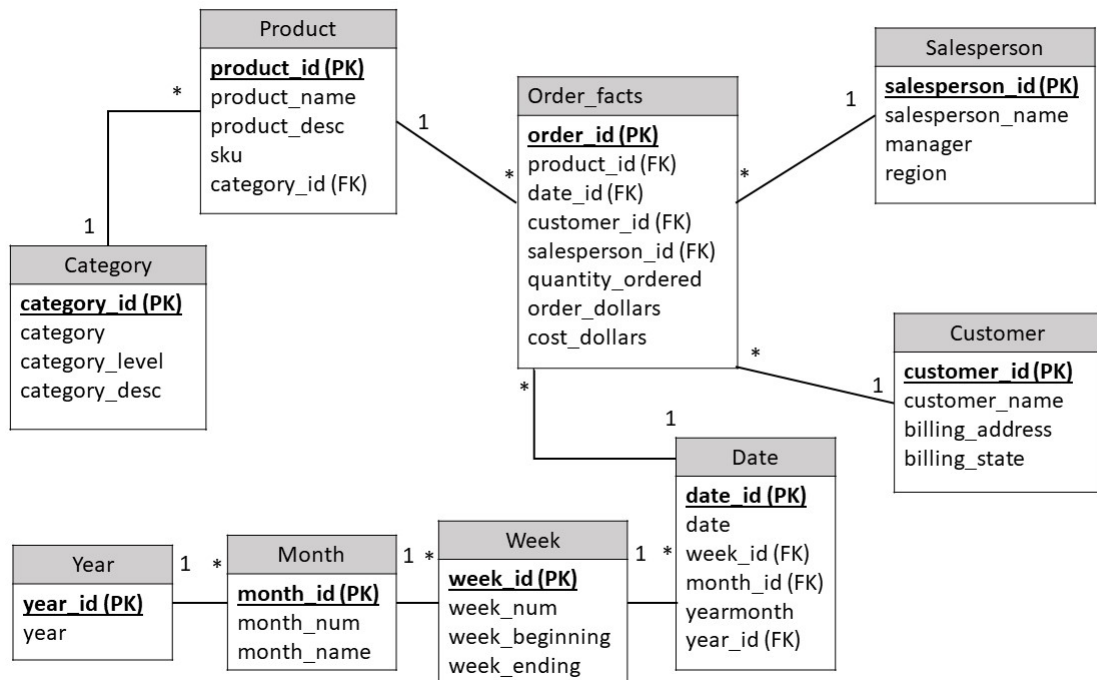 Product
product_id (PK)
product_name
product_desc
sku
category_id (FK)
Salesperson
salesperson_id (PK)
salesperson_name
manager
region
Order_facts
order_id (PK)
product_id (FK)
date_id (FK)
customer_id (FK)
salesperson_id (FK)
quantity_ordered
order_dollars
cost_dollars
*
1
1
*
1
*
Category
category_id (PK)
category
category_level
category_desc
Customer
customer_id (PK)
customer_name
billing_address
billing_state
*
1
*
1
Date
date_id (PK)
date
week_id (FK)
month_id (FK)
yearmonth
year_id (FK)
Year
year_id (PK)
year
1
*
Month
month_id (PK)
month_num
month_name
1
*
Week
week_id (PK)
week_num
week_beginning
week_ending
1
*